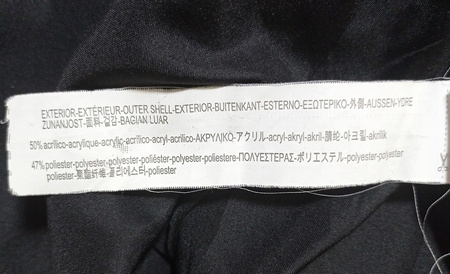 EXTERIOR-EXTÉRIEUR-OUTER SHELL-EXTERIOR-BUITENKANT-ESTERNO-ΕΞΩΤΕΡΙΚΟ-外側-AUSSEN-YDRE
ZUNANJOST-面料-겉감-BAGIAN LUAR
50% acrílico-acrylique-acrylic-acrílico-acryl-acrilico-ΑΚΡΥΛΙΚΟ-アクリル-acryl-akryl-akril-腈纶-아크릴-akrilik
47% poliester-polyester-polyester-poliéster-polyester-poliestere-ΠΟΛΥΕΣΤΕΡΑΣ-ポリエステル-polyester-polyester
poliester-聚酯纤维-폴리에스터-poliester